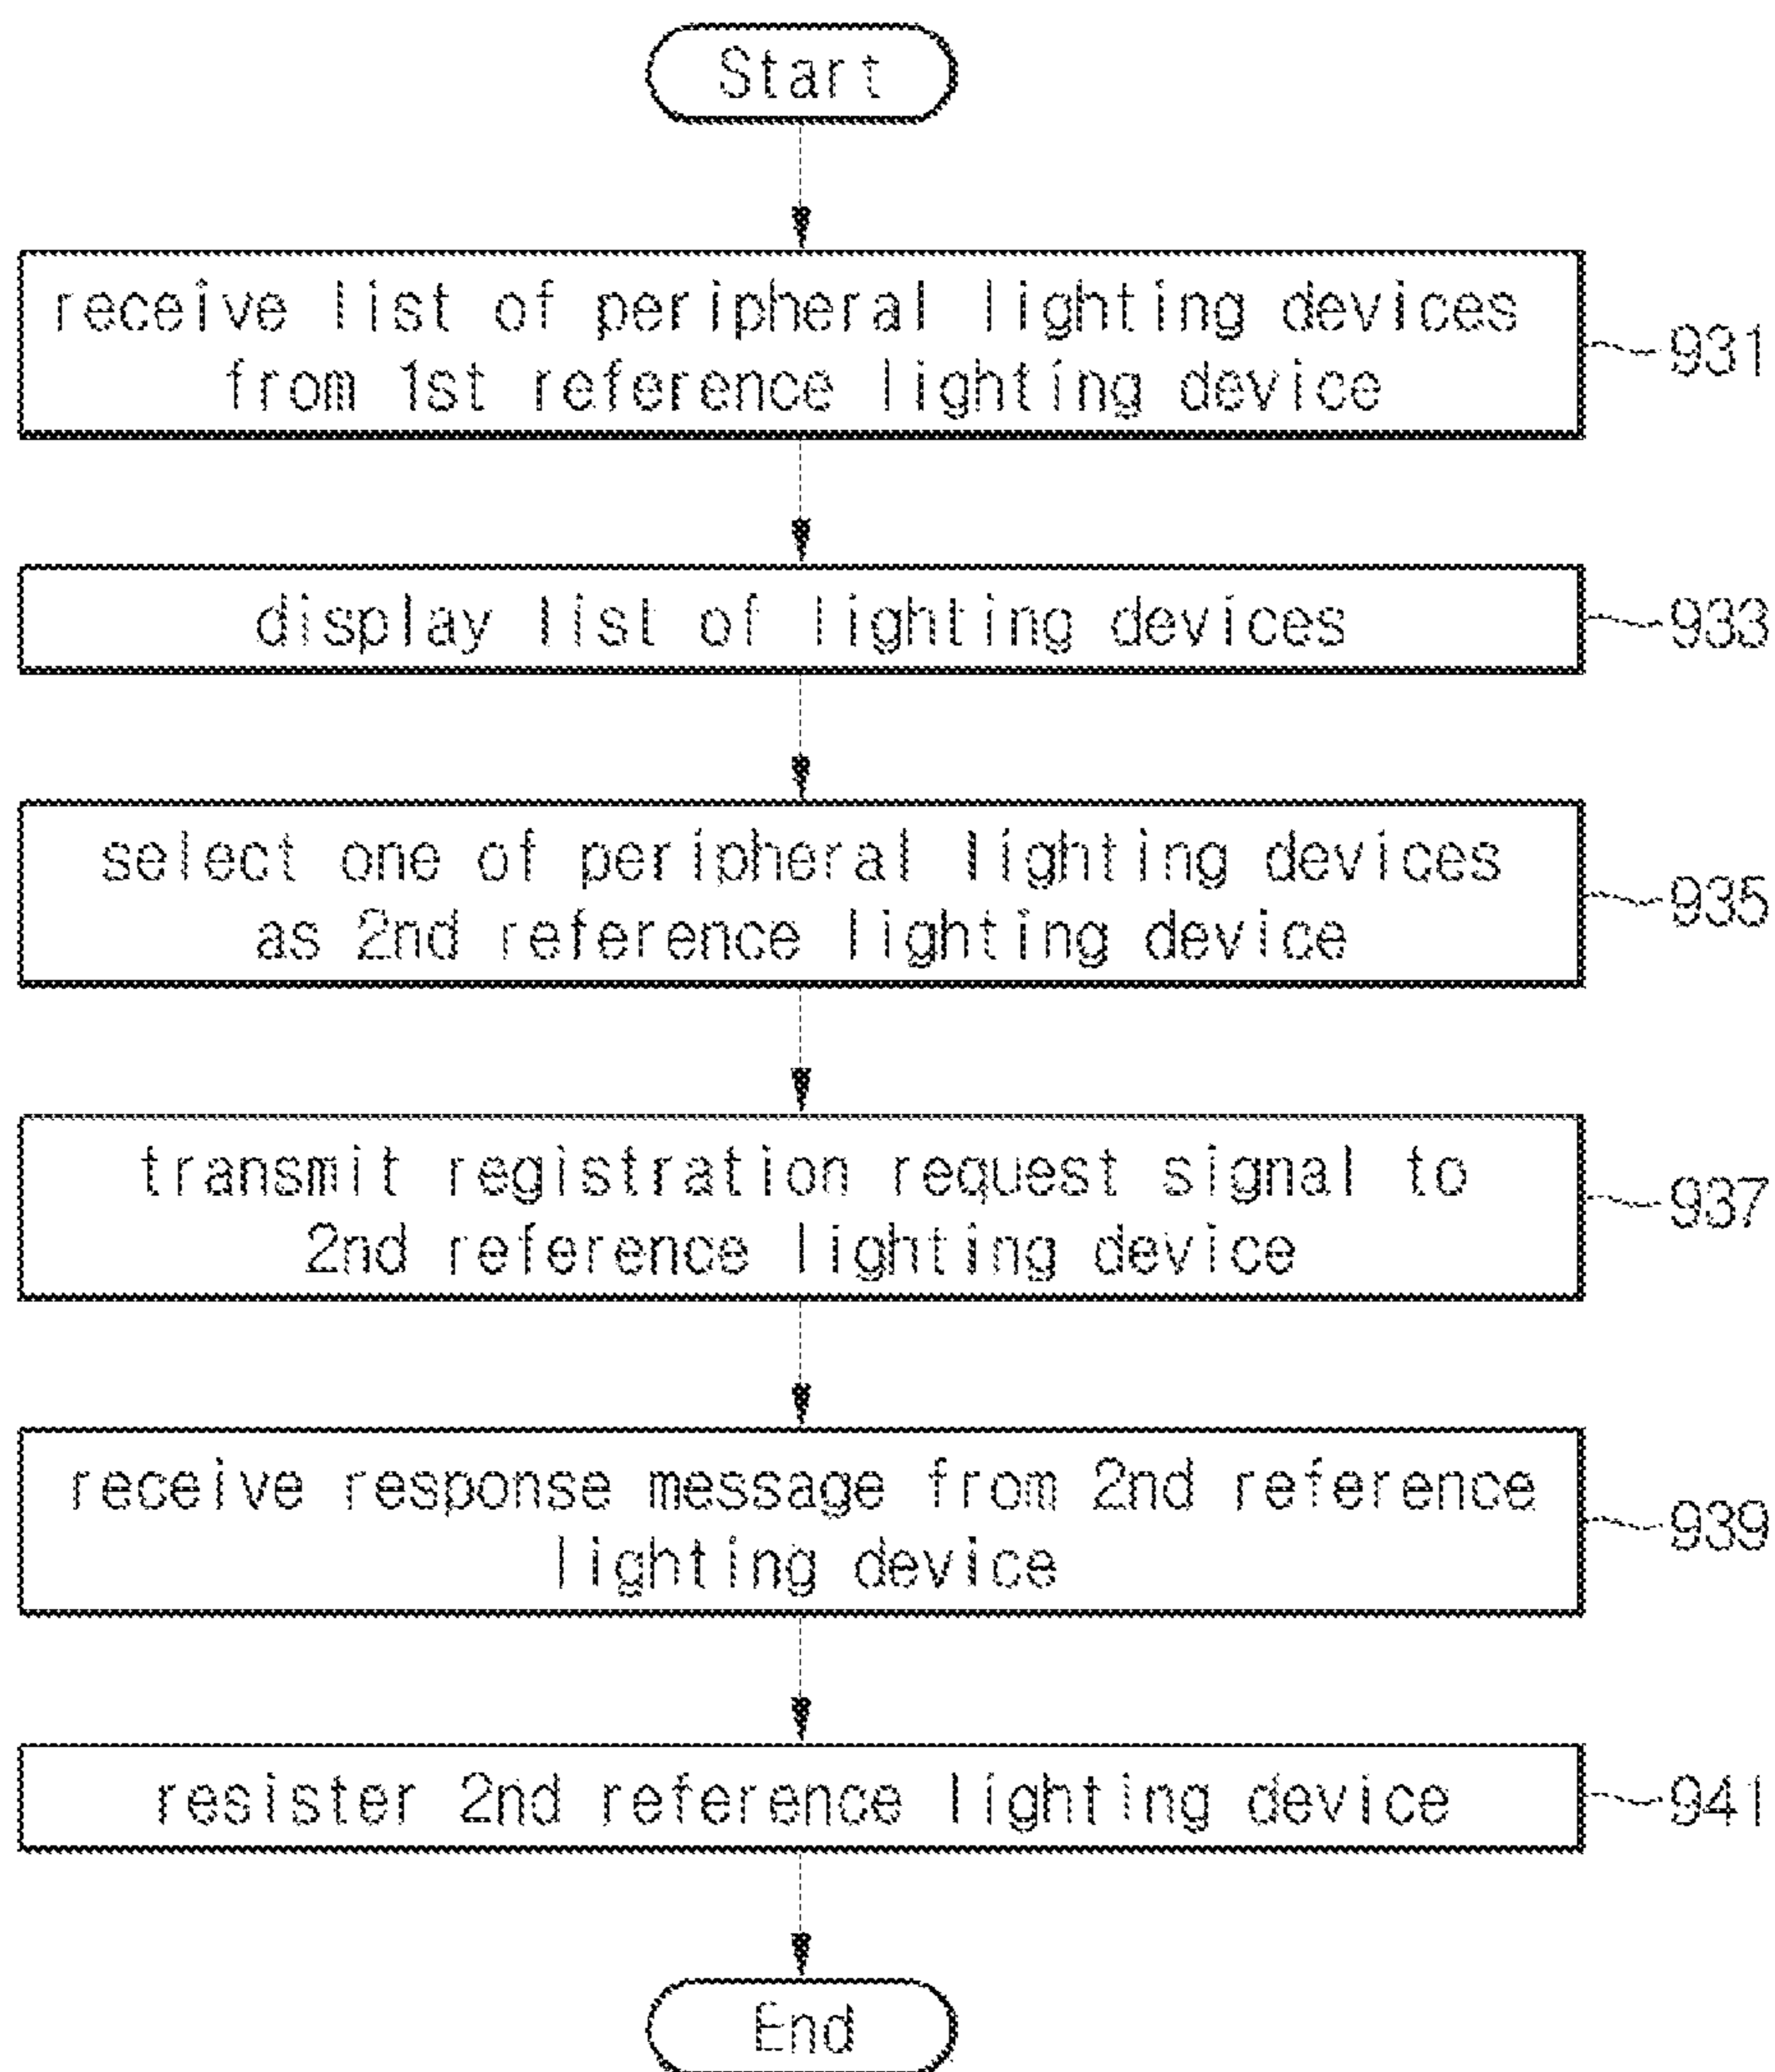 Start
receive list of peripheral lighting devices
from 1st reference lighting device
931
display list of lighting devices
933
select one of peripheral lighting devices
as 2nd reference lighting device
935
transmit registration request signal to
2nd reference lighting device
937
receive response message from 2nd reference
lighting device
939
resister 2nd reference lighting device
941
End